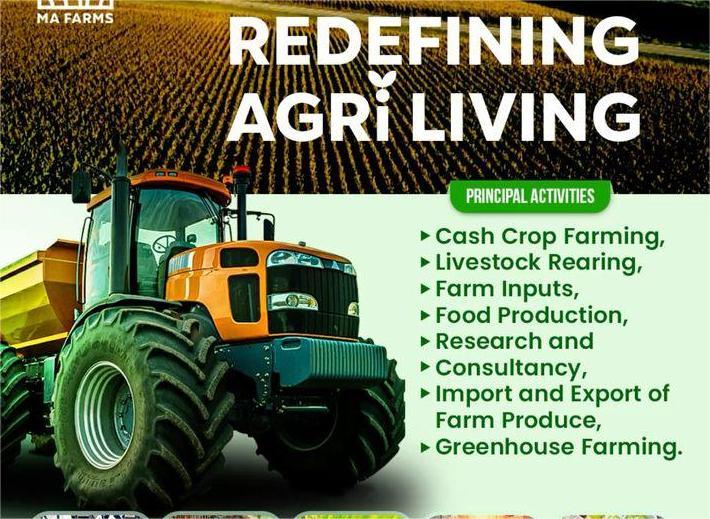 MA FARMS
REDEFINING
AGRi LIVING
PRINCIPAL ACTIVITIES
Cash Crop Farming,
Livestock Rearing,
Farm Inputs,
Food Production,
Research and
Consultancy,
Import and Export of
Farm Produce,
Greenhouse Farming.